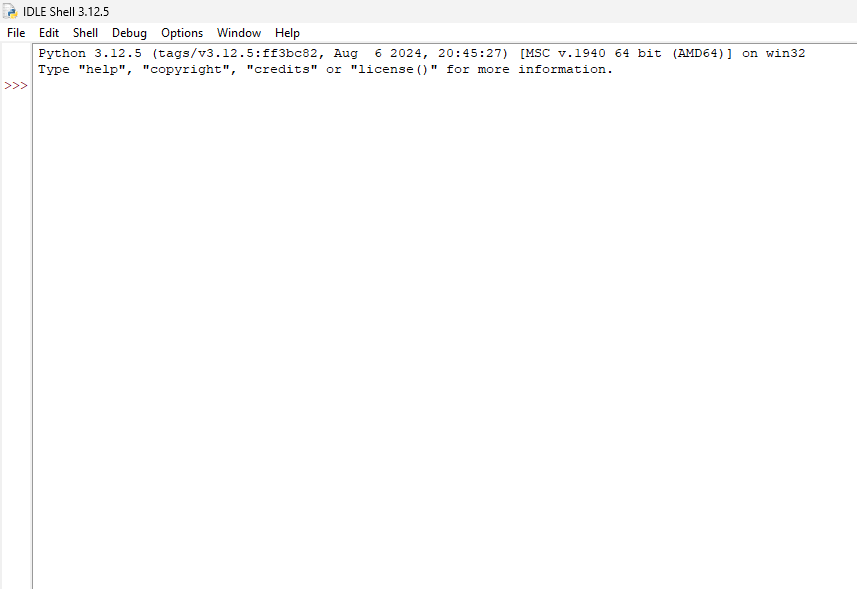 IDLE Shell 3.12.5
File Edit Shell Debug Options Window Help
Python 3.12.5 (tags/v3.12.5:ff3bc82, Aug  6 2024, 20:45:27) [MSC v.1940 64 bit (AMD64)] on win32
Type "help", "copyright", "credits" or "license()" for more information.
>>>